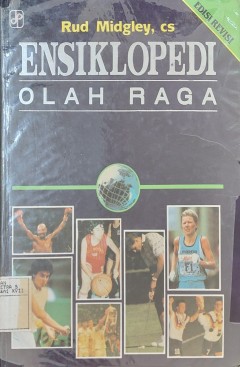 Rud Midgley, cs
ENSIKLOPEDI
OLAH RAGA
EDISI REVISI